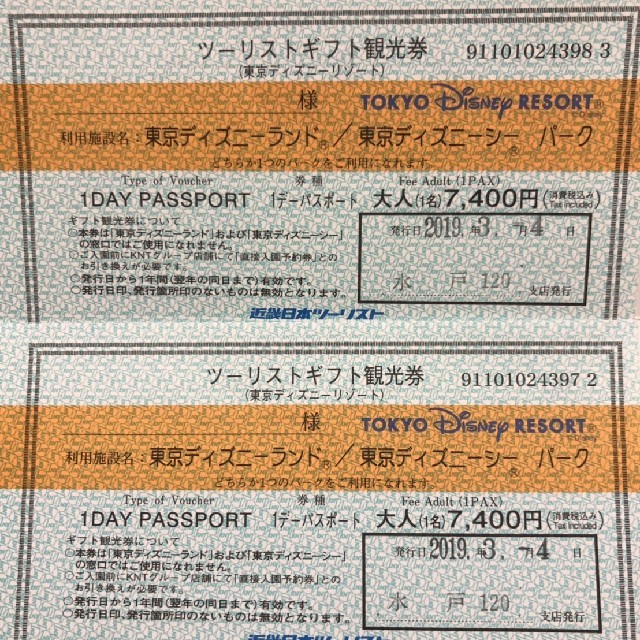 ツーリストギフト観光券 91101024398 3
(東京ディズニーリゾート)
様 TOKYO Disney RESORT®
©Disney
利用施設名：東京ディズニーランド®／東京ディズニーシー® パーク
どちらか1つのパークをご利用になれます。
Type of Voucher 券種 Fee Adult (1PAX)
1DAY PASSPORT 1デーパスポート 大人(1名)7,400円(消費税込み Tax included)
ギフト観光券について
○本券は「東京ディズニーランド」および「東京ディズニーシー」
の窓口ではご使用になれません。
○ご入園前にKNTグループ店舗にて「直接入園予約券」との
お引き換えが必要です。
○発行日から1年間(翌年の同日まで)有効です。
○発行日印、発行箇所印のないものは無効となります。
発行日 2019.年3.月4日
水戸120 支店発行
近畿日本ツーリスト
ツーリストギフト観光券 91101024397 2
(東京ディズニーリゾート)
様 TOKYO Disney RESORT®
©Disney
利用施設名：東京ディズニーランド®／東京ディズニーシー® パーク
どちらか1つのパークをご利用になれます。
Type of Voucher 券種 Fee Adult (1PAX)
1DAY PASSPORT 1デーパスポート 大人(1名)7,400円(消費税込み Tax included)
ギフト観光券について
○本券は「東京ディズニーランド」および「東京ディズニーシー」
の窓口ではご使用になれません。
○ご入園前にKNTグループ店舗にて「直接入園予約券」との
お引き換えが必要です。
○発行日から1年間(翌年の同日まで)有効です。
○発行日印、発行箇所印のないものは無効となります。
発行日 2019.年3.月4日
水戸120 支店発行
近畿日本ツーリスト